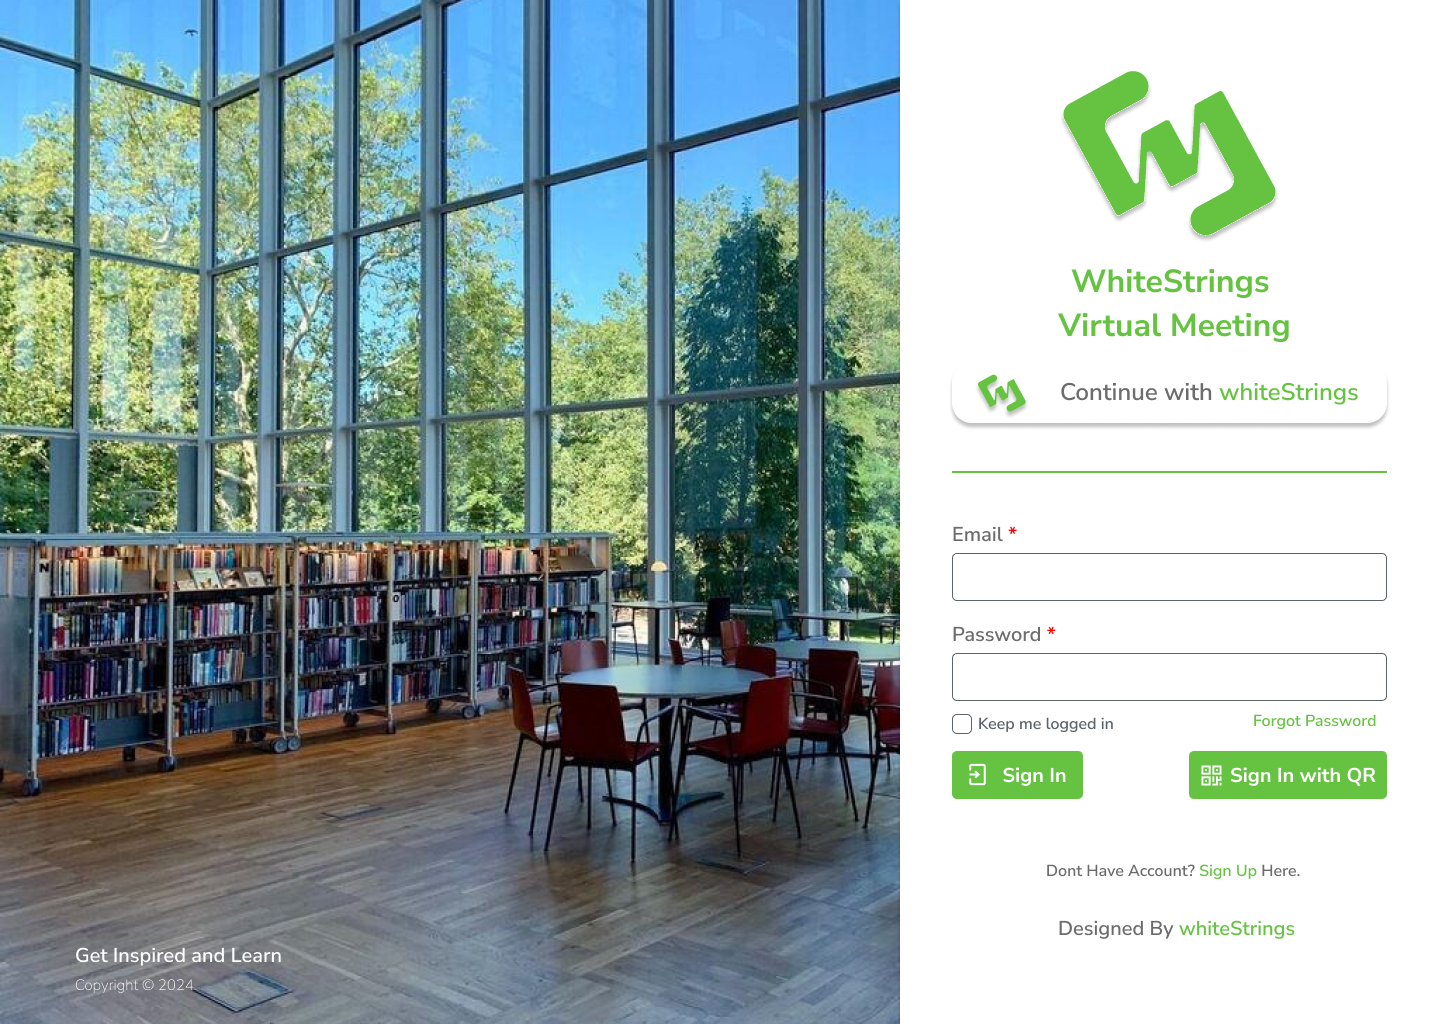 WhiteStrings
Virtual Meeting
Continue with whiteStrings
Email *
Password *
Keep me logged in
Forgot Password
Sign In
Sign In with QR
Dont Have Account? Sign Up Here.
Designed By whiteStrings
Get Inspired and Learn
Copyright © 2024
N
O